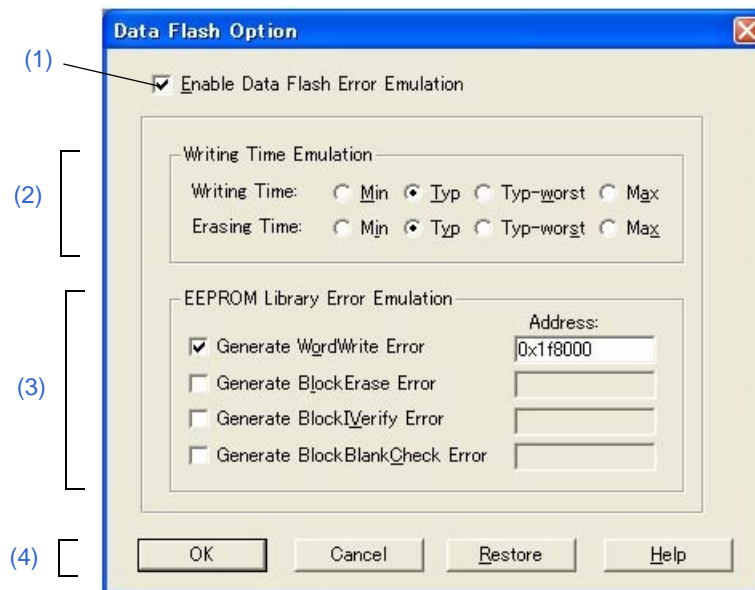 Data Flash Option
(1)
Enable Data Flash Error Emulation
(2)
Writing Time Emulation
Writing Time: Min Typ Typ-worst Max
Erasing Time: Min Typ Typ-worst Max
(3)
EEPROM Library Error Emulation
Address:
Generate WordWrite Error 0x1f8000
Generate BlockErase Error
Generate BlockIVerify Error
Generate BlockBlankCheck Error
(4)
OK Cancel Restore Help